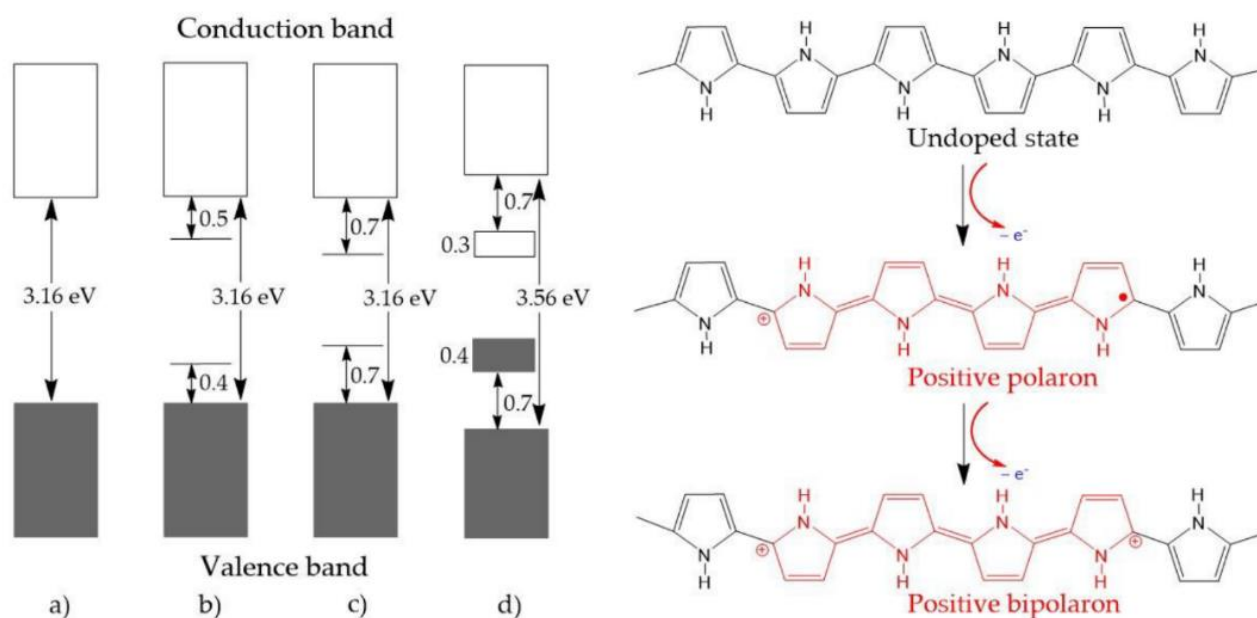 Conduction band
0.5
0.7
0.7
0.3
3.16 eV
3.16 eV
3.16 eV
3.56 eV
0.4
0.4
0.7
0.7
Valence band
a)
b)
c)
d)
H
N
N
H
H
N
N
H
H
N
N
H
Undoped state
− e⁻
N
H
H
N
N
H
H
N
N
H
H
N
⊕
•
Positive polaron
− e⁻
N
H
H
N
N
H
H
N
N
H
H
N
⊕
⊕
Positive bipolaron